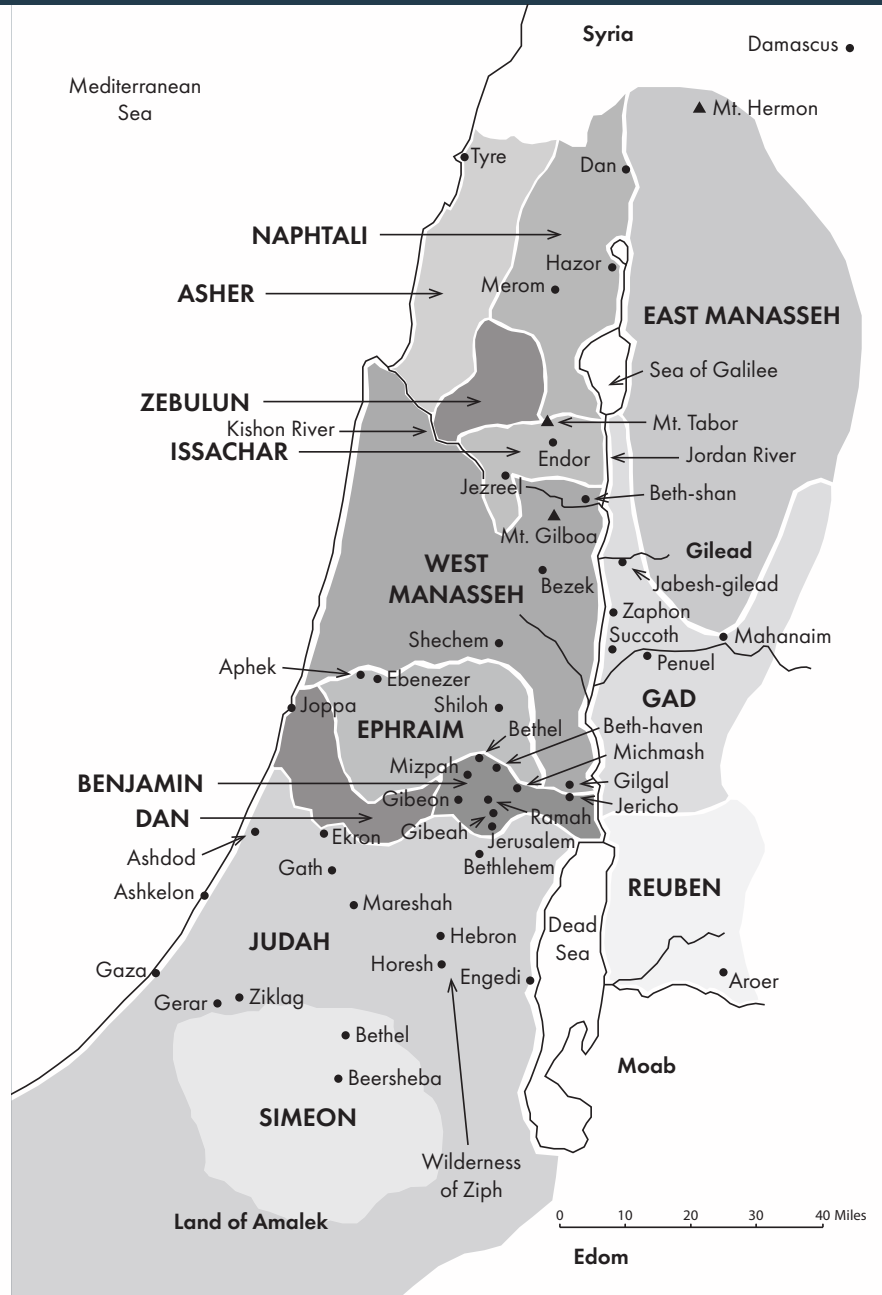 Syria
Damascus
Mediterranean
Sea
Mt. Hermon
Tyre
Dan
NAPHTALI
Hazor
Merom
ASHER
EAST MANASSEH
Sea of Galilee
ZEBULUN
Mt. Tabor
Kishon River
ISSACHAR
Endor
Jordan River
Jezreel
Beth-shan
Mt. Gilboa
Gilead
WEST
MANASSEH
Bezek
Jabesh-gilead
Zaphon
Succoth
Mahanaim
Shechem
Penuel
Aphek
Ebenezer
GAD
Joppa
Shiloh
EPHRAIM
Bethel
Beth-haven
Michmash
Mizpah
BENJAMIN
Gilgal
Gibeon
Jericho
DAN
Ramah
Ekron
Gibeah
Jerusalem
Ashdod
Bethlehem
Gath
Ashkelon
REUBEN
Mareshah
JUDAH
Hebron
Dead
Sea
Horesh
Gaza
Engedi
Aroer
Gerar
Ziklag
Bethel
Moab
Beersheba
SIMEON
Wilderness
of Ziph
Land of Amalek
0 10 20 30 40 Miles
Edom